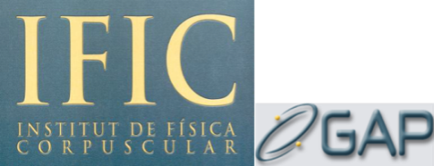 IFIC
INSTITUT DE FÍSICA
CORPUSCULAR
GAP